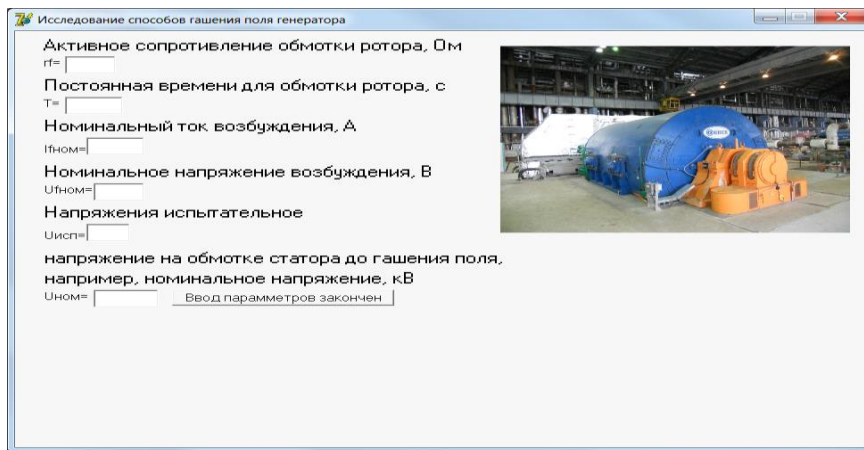 Исследование способов гашения поля генератора
Активное сопротивление обмотки ротора, Ом
rf=
Постоянная времени для обмотки ротора, с
T=
Номинальный ток возбуждения, А
Ifном=
Номинальное напряжение возбуждения, В
Ufном=
Напряжения испытательное
Uисп=
напряжение на обмотке статора до гашения поля,
например, номинальное напряжение, кВ
Uном=
Ввод парамметров закончен